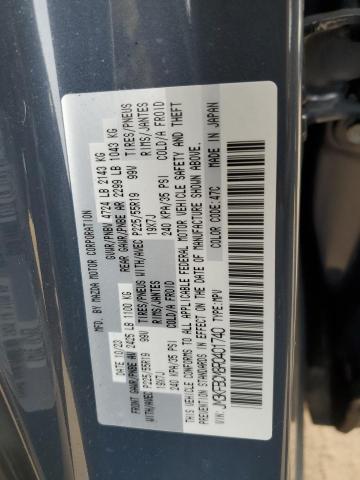 MFD BY MAZDA MOTOR CORPORATION
DATE: 10/23 GVWR/PNBV 4724 LB 2143 KG
FRONT GAWR/PNBE AV 2425 LB 1100 KG REAR GAWR/PNBE AR 2299 LB 1043 KG
WITH/AVEC P225/55R19 99V TIRES/PNEUS WITH/AVEC P225/55R19 99V TIRES/PNEUS
19X7J RIMS/JANTES 19X7J RIMS/JANTES
240 KPA/35 PSI COLD/A FROID 240 KPA/35 PSI COLD/A FROID
THIS VEHICLE CONFORMS TO ALL APPLICABLE FEDERAL MOTOR VEHICLE SAFETY AND THEFT
PREVENTION STANDARDS IN EFFECT ON THE DATE OF MANUFACTURE SHOWN ABOVE.
MADE IN JAPAN
COLOR CODE: 47C
TYPE: MPV